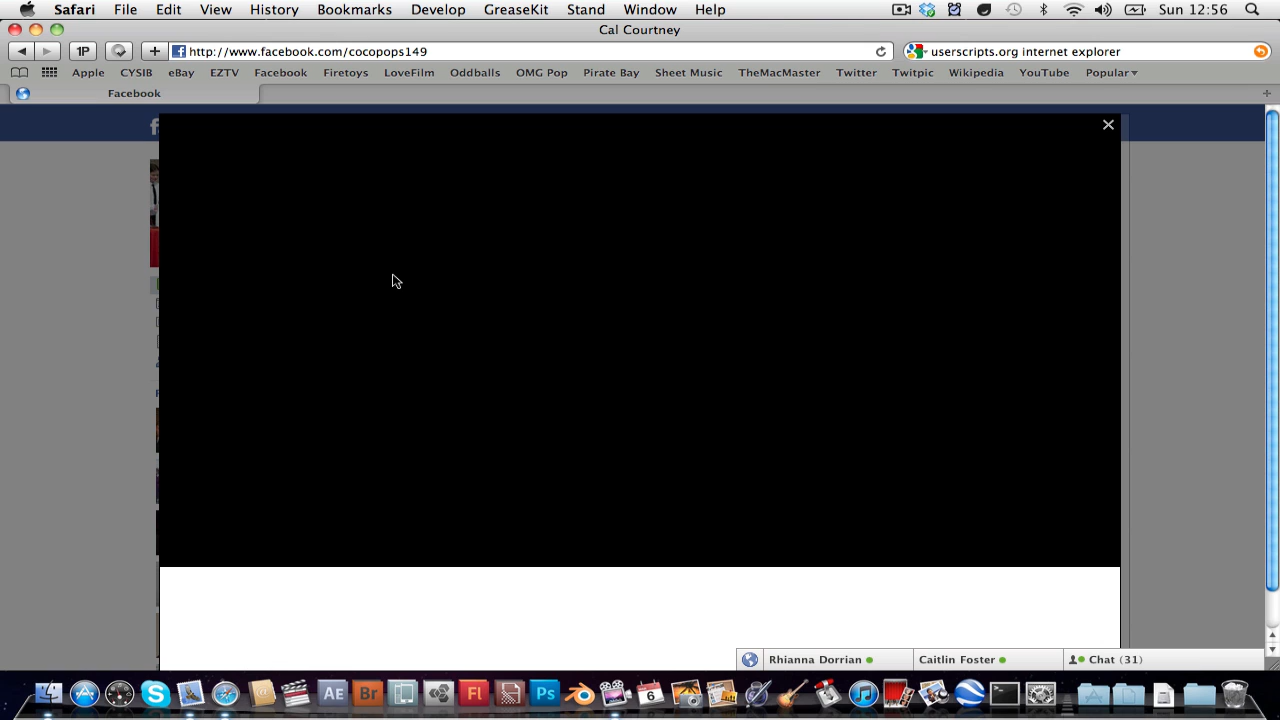 Safari File Edit View History Bookmarks Develop GreaseKit Stand Window Help Sun 12:56
Cal Courtney
1P http://www.facebook.com/cocopops149 userscripts.org internet explorer
Apple CYSIB eBay EZTV Facebook Firetoys LoveFilm Oddballs OMG Pop Pirate Bay Sheet Music TheMacMaster Twitter Twitpic Wikipedia YouTube Popular
Facebook
f
Rhianna Dorrian Caitlin Foster Chat (31)
AE Br Fl Ps 6